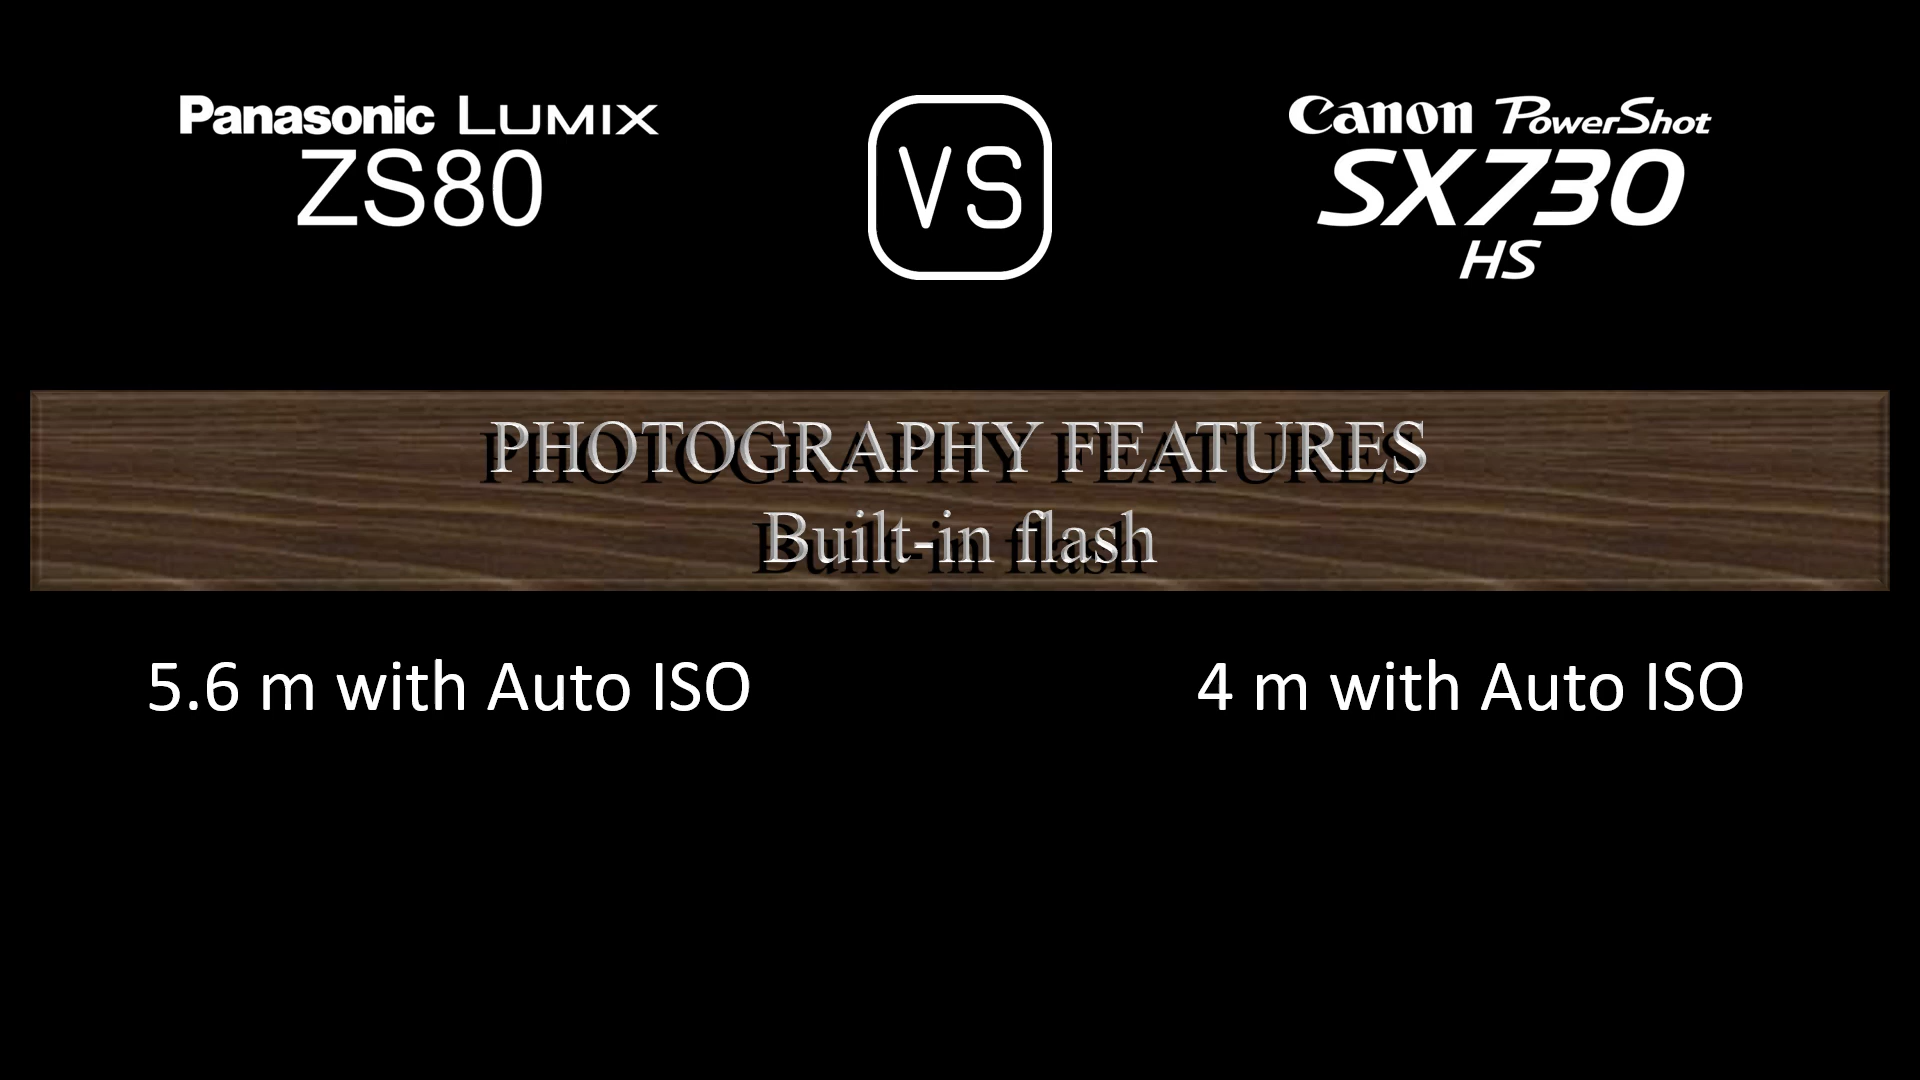 Panasonic LUMIX
ZS80
VS
Canon PowerShot
SX730
HS
PHOTOGRAPHY FEATURES
Built-in flash
5.6 m with Auto ISO
4 m with Auto ISO